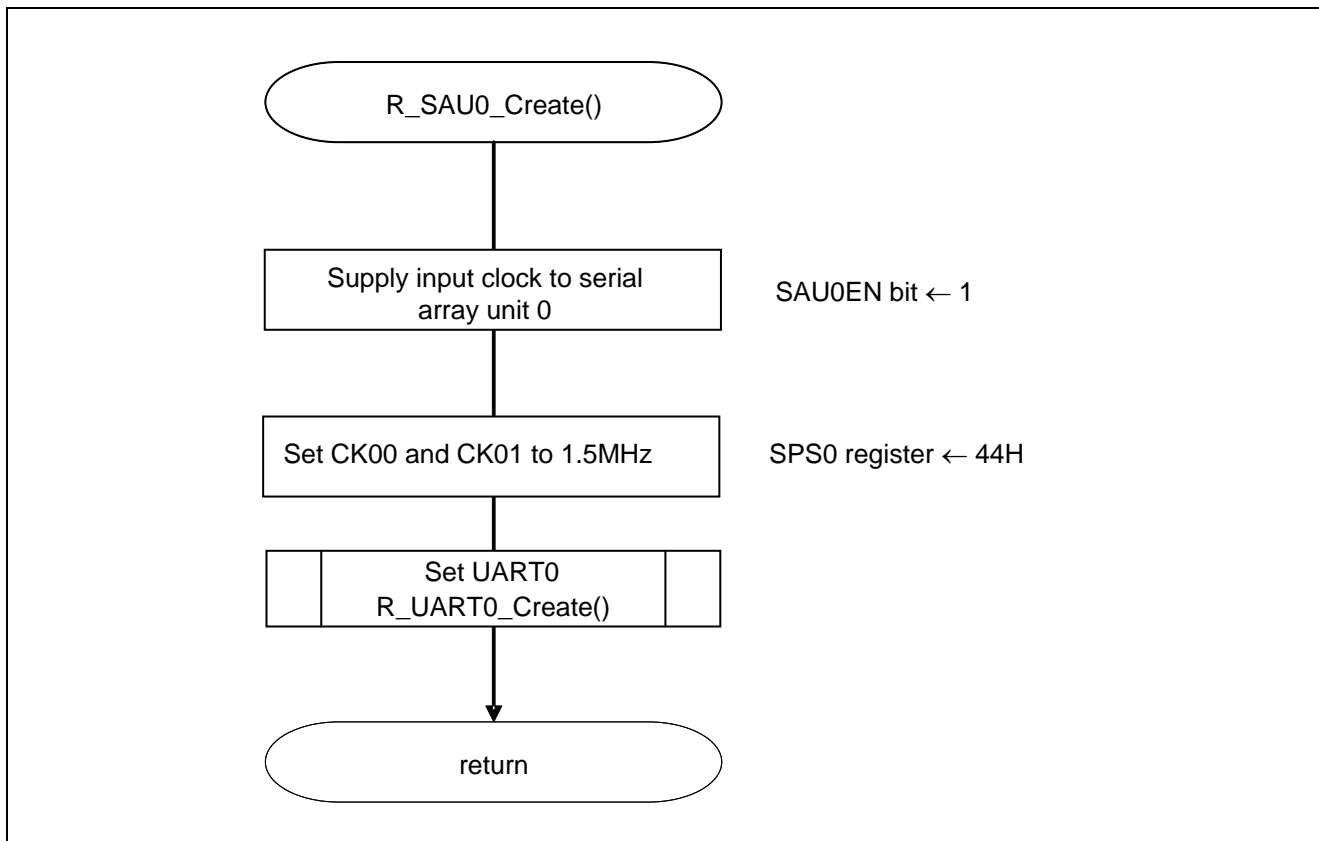 R_SAU0_Create()
Supply input clock to serial
array unit 0
SAU0EN bit ← 1
Set CK00 and CK01 to 1.5MHz
SPS0 register ← 44H
Set UART0
R_UART0_Create()
return